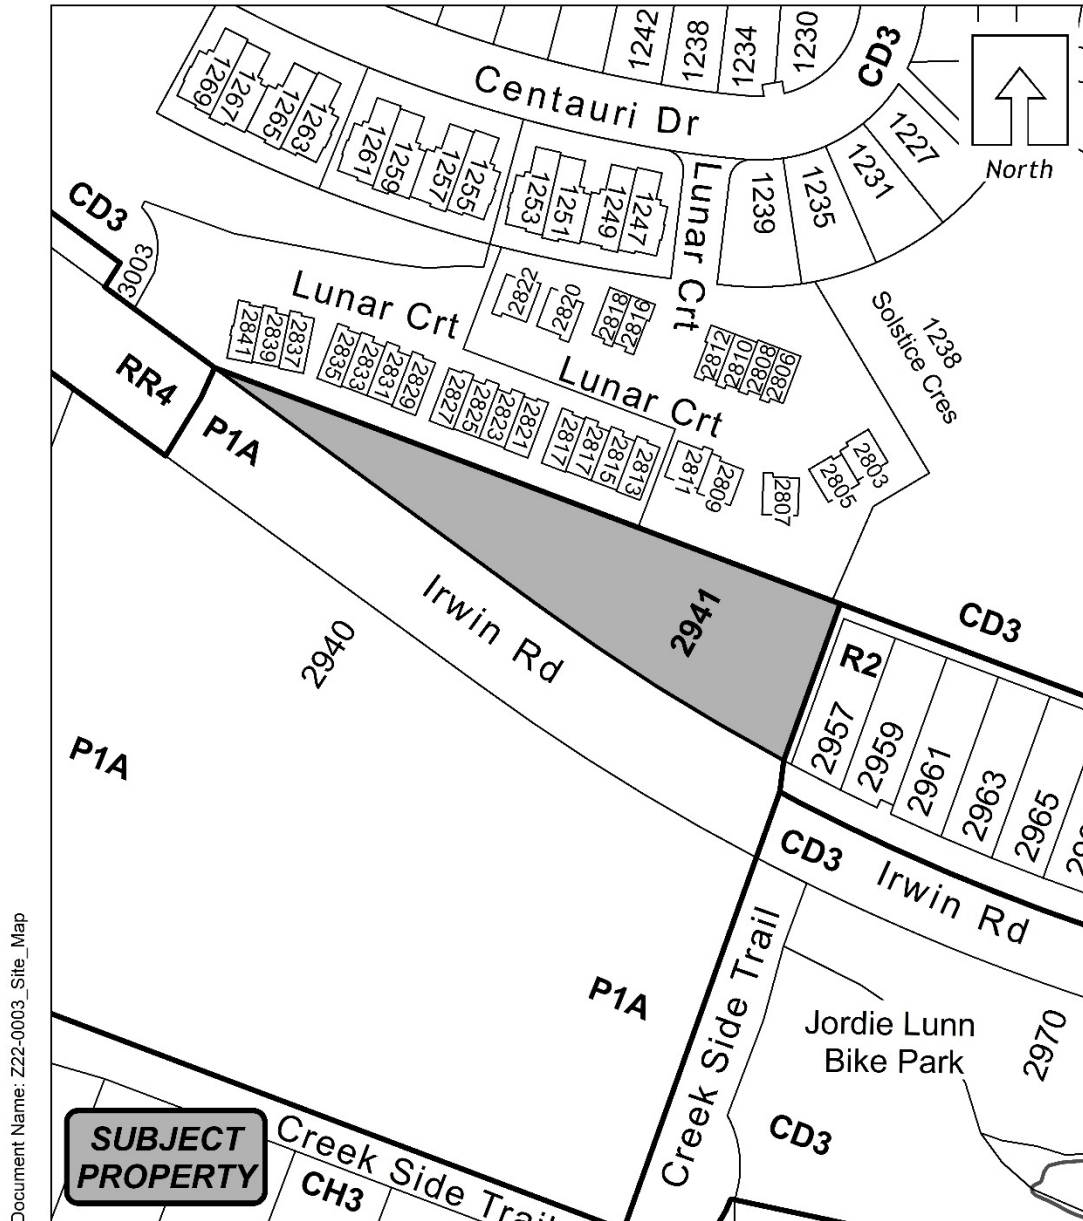 1242
1238
1234
1230
CD3
North
Centauri Dr
1269
1267
1265
1263
1261
1259
1257
1255
1253
1251
1249
1247
Lunar Crt
1239
1235
1231
1227
CD3
3003
Lunar Crt
2822
2820
2818
2816
2812
2810
2808
2806
1238
Solstice Cres
2841
2839
2837
2835
2833
2831
2829
2827
2825
2823
2821
2817
2817
2815
2813
Lunar Crt
2811
2809
2807
2805
2803
RR4
P1A
Irwin Rd
2941
2940
CD3
R2
2957
2959
2961
2963
2965
P1A
CD3
Irwin Rd
P1A
Creek Side Trail
Jordie Lunn
Bike Park
2970
CD3
SUBJECT
PROPERTY
Creek Side Trail
CH3
Document Name: Z22-0003_Site_Map